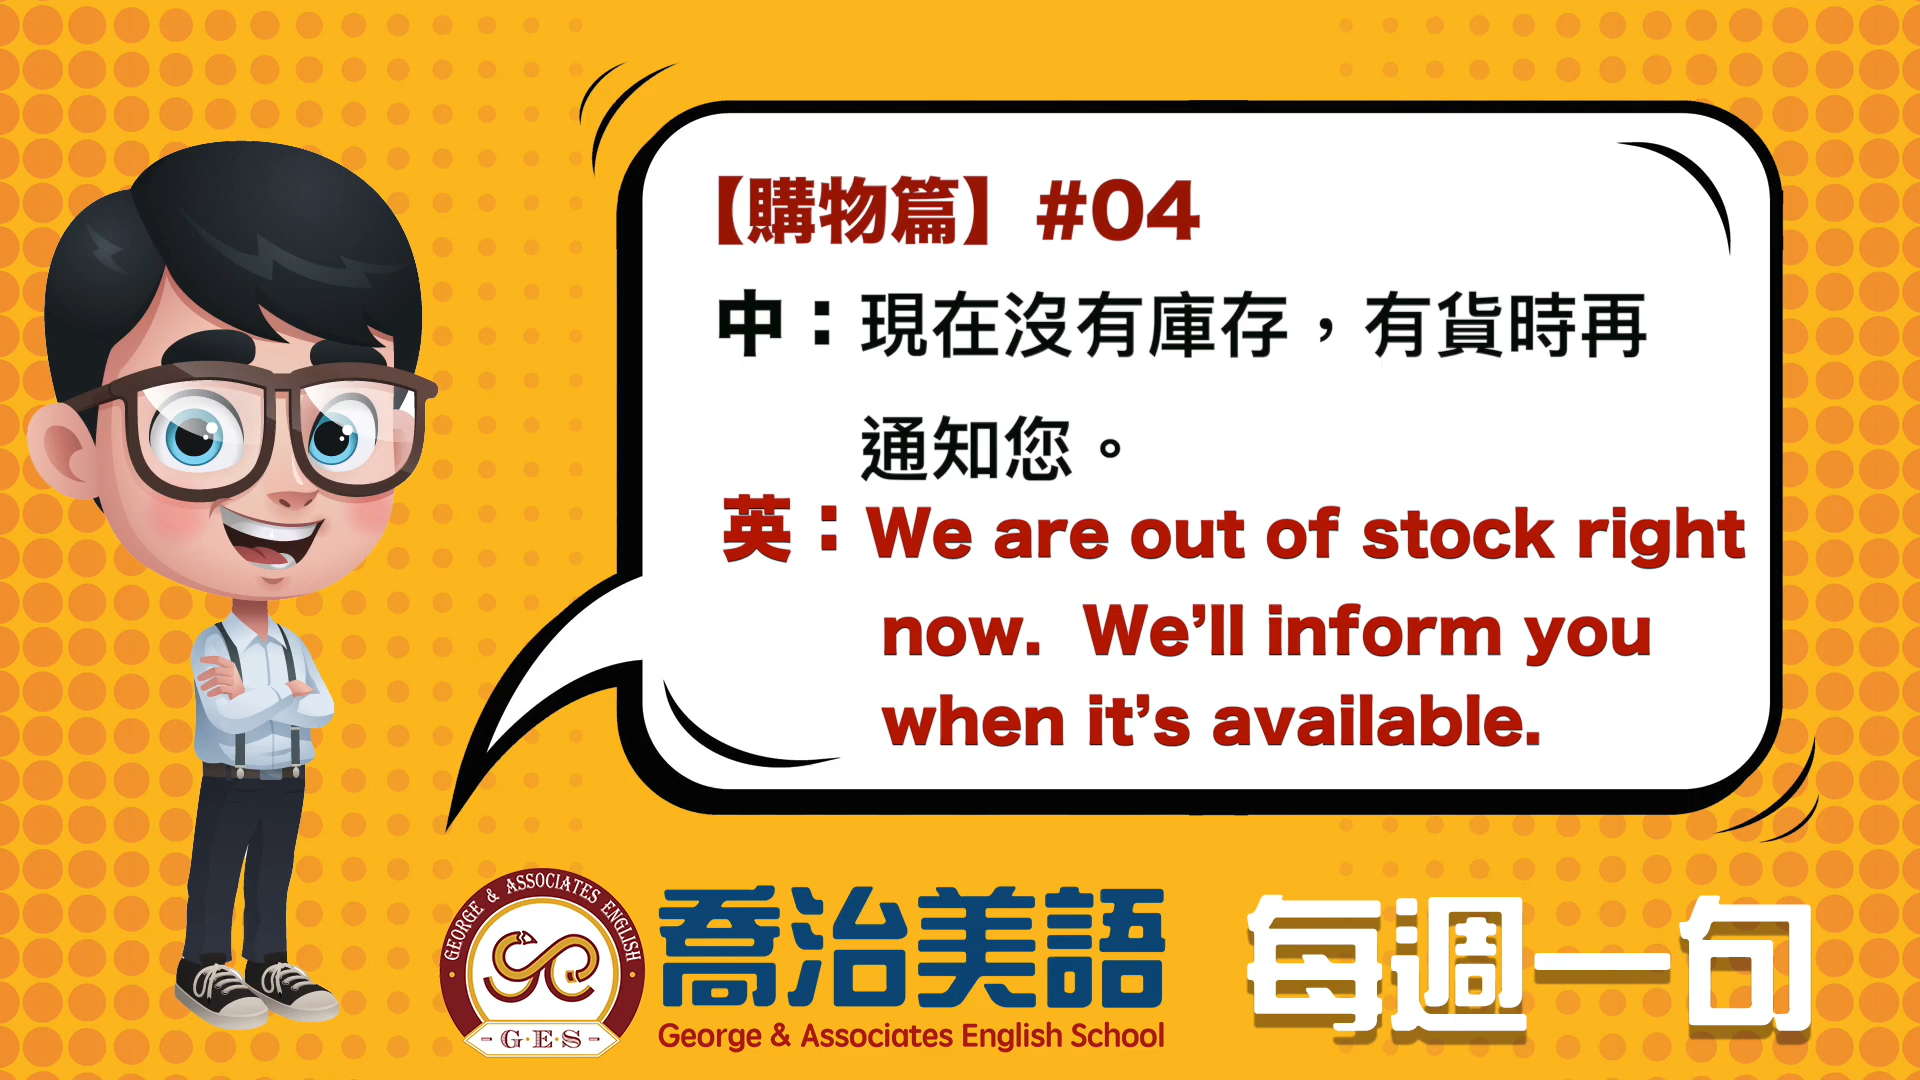 【購物篇】#04
中：現在沒有庫存，有貨時再
通知您。
英：We are out of stock right
now. We’ll inform you
when it’s available.
GEORGE & ASSOCIATES ENGLISH
- G·E·S -
喬治美語
George & Associates English School
每週一句